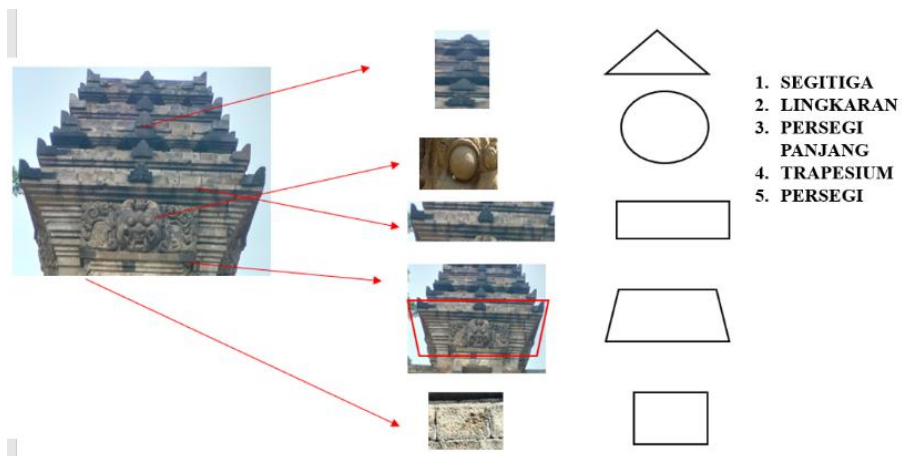 1. SEGITIGA
2. LINGKARAN
3. PERSEGI
PANJANG
4. TRAPESIUM
5. PERSEGI